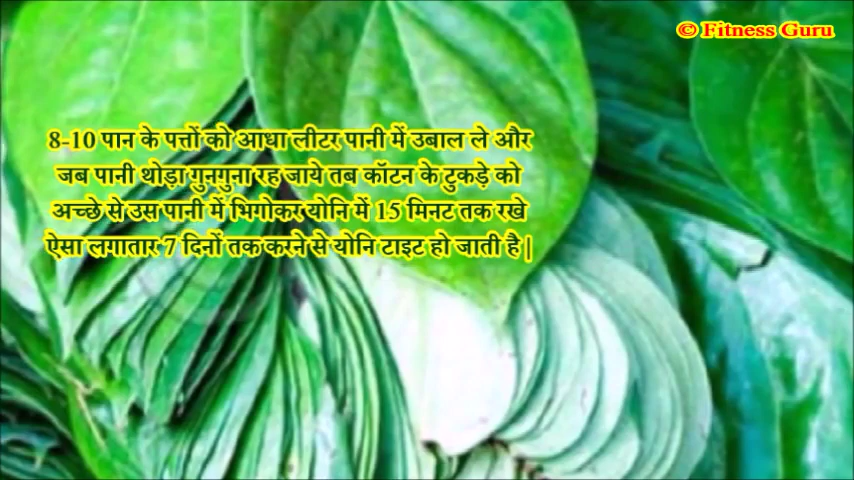 © Fitness Guru
8-10 पान के पत्तों को आधा लीटर पानी में उबाल ले और
जब पानी थोड़ा गुनगुना रह जाये तब कॉटन के टुकड़े को
अच्छे से उस पानी में भिगोकर योनि में 15 मिनट तक रखे
ऐसा लगातार 7 दिनों तक करने से योनि टाइट हो जाती है |